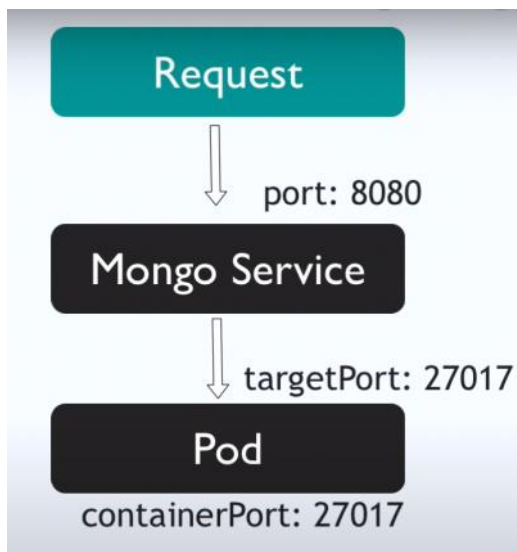 Request
port: 8080
Mongo Service
targetPort: 27017
Pod
containerPort: 27017